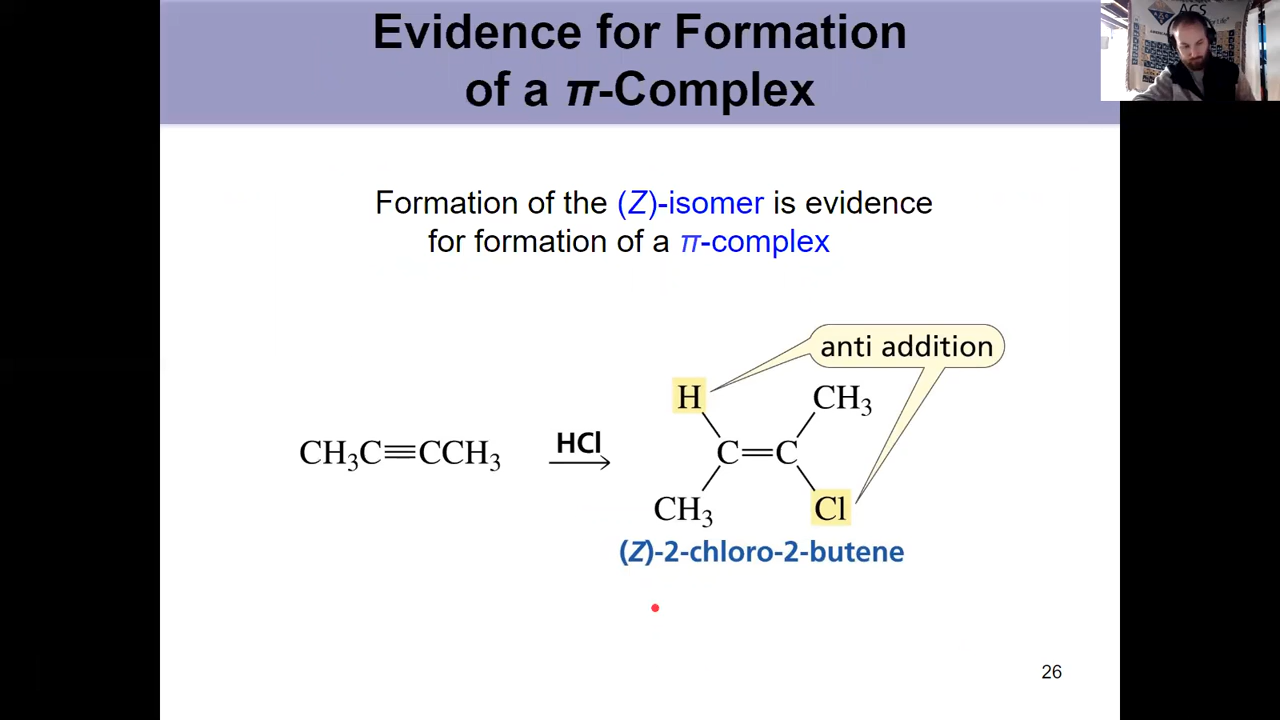 Evidence for Formation
of a π-Complex
ACS
Formation of the (Z)-isomer is evidence
for formation of a π-complex
anti addition
H
CH₃
CH₃C≡CCH₃
HCl
C=C
CH₃
Cl
(Z)-2-chloro-2-butene
26